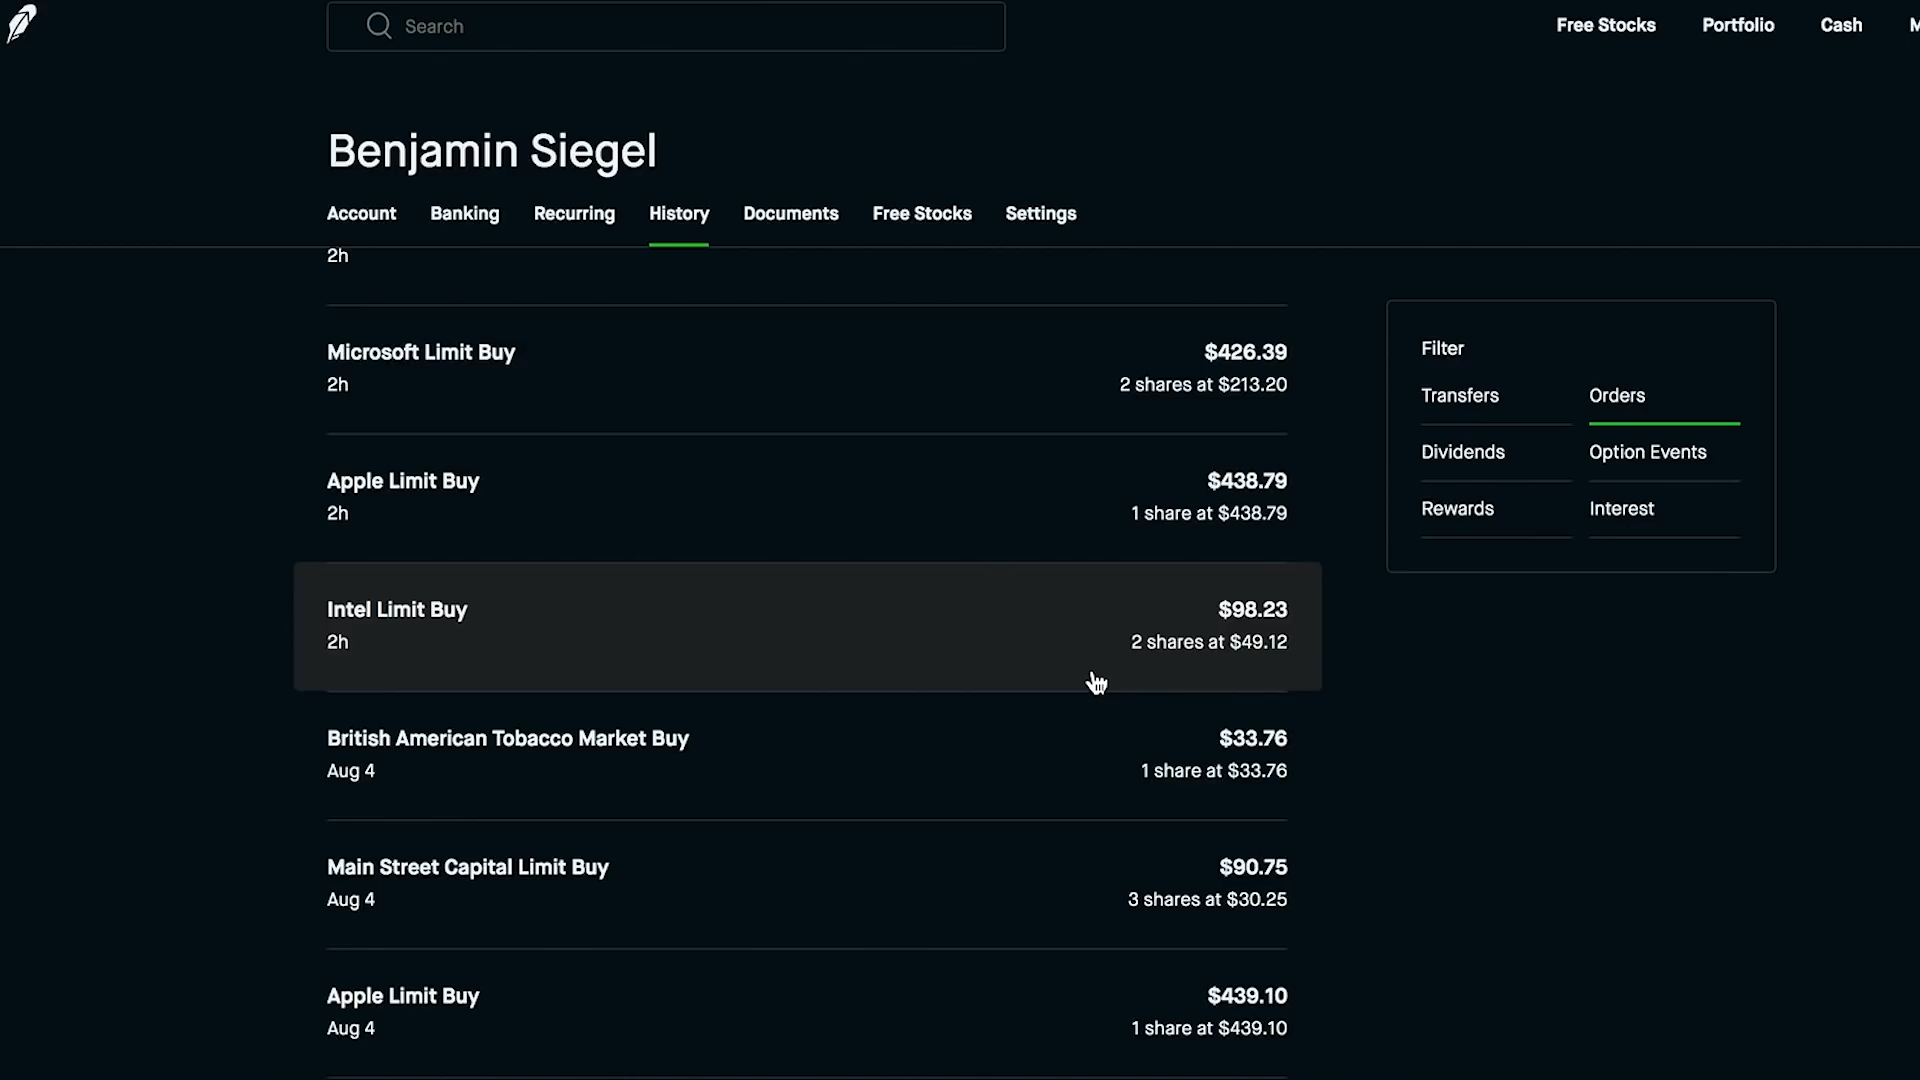 Search
Free Stocks
Portfolio
Cash
Benjamin Siegel
Account
Banking
Recurring
History
Documents
Free Stocks
Settings
2h
Microsoft Limit Buy
$426.39
2h
2 shares at $213.20
Apple Limit Buy
$438.79
2h
1 share at $438.79
Intel Limit Buy
$98.23
2h
2 shares at $49.12
British American Tobacco Market Buy
$33.76
Aug 4
1 share at $33.76
Main Street Capital Limit Buy
$90.75
Aug 4
3 shares at $30.25
Apple Limit Buy
$439.10
Aug 4
1 share at $439.10
Filter
Transfers
Orders
Dividends
Option Events
Rewards
Interest